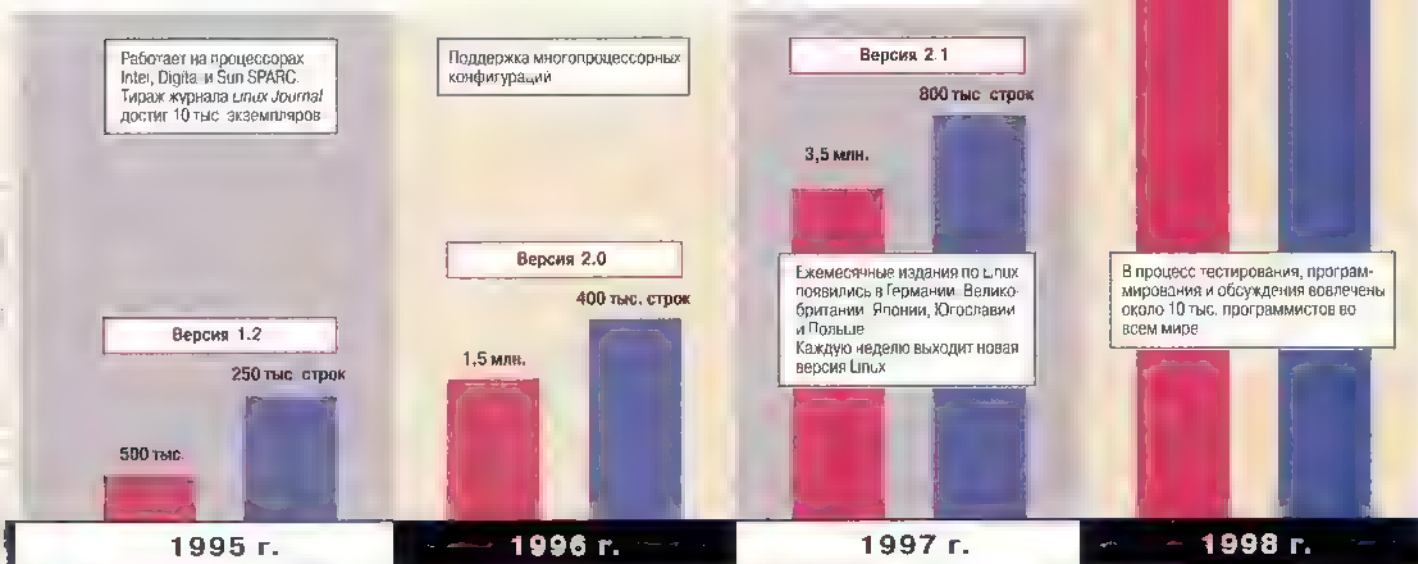 Работает на процессорах
Intel, Digita и Sun SPARC.
Тираж журнала Linux Journal
достиг 10 тыс экземпляров
Версия 1.2
250 тыс строк
500 тыс.
1995 г.
Поддержка многопроцессорных
конфигураций
Версия 2.0
400 тыс. строк
1,5 млн.
1996 г.
Версия 2.1
800 тыс строк
3,5 млн.
Ежемесячные издания по Linux
появились в Германии Велико-
британии Японии, Югославии
и Польше
Каждую неделю выходит новая
версия Linux
1997 г.
В процесс тестирования, програм-
мирования и обсуждения вовлечены
около 10 тыс. программистов во
всем мире
1998 г.